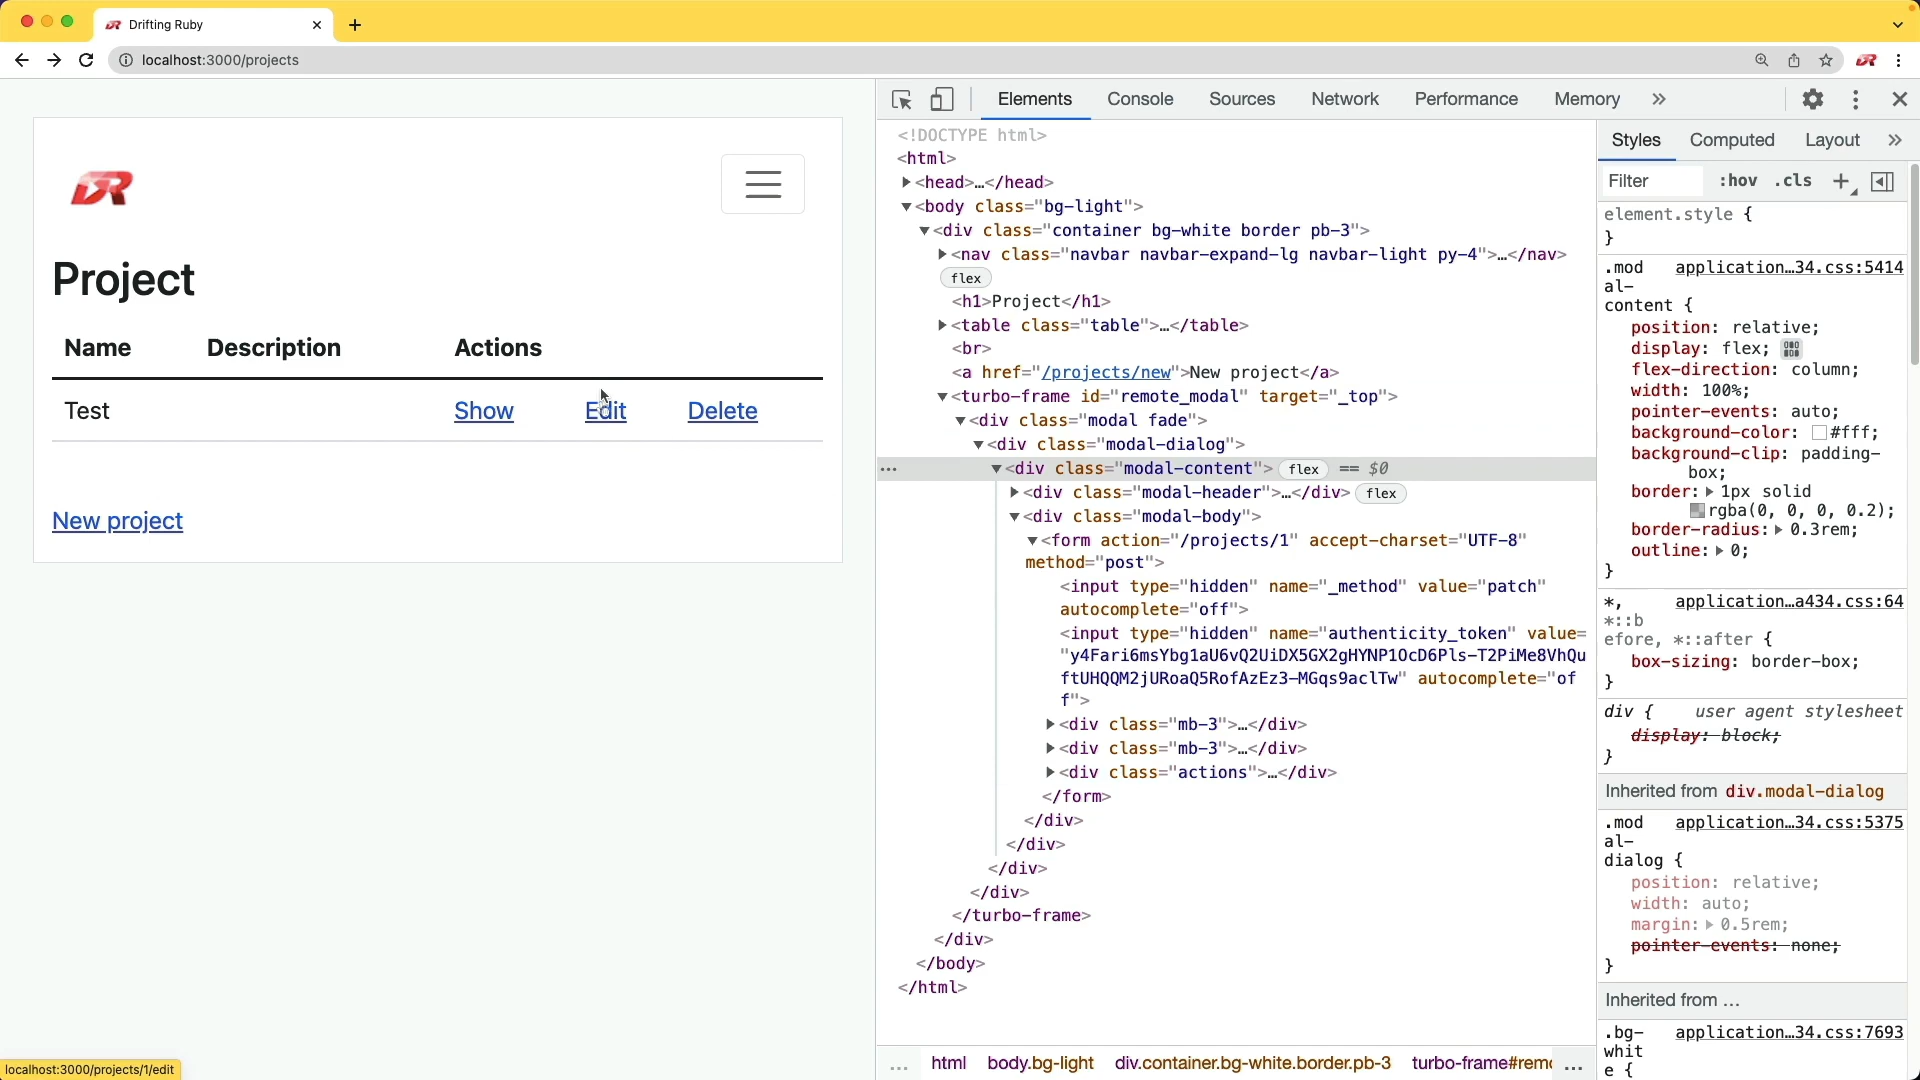 Drifting Ruby
localhost:3000/projects
Project
Name Description Actions
Test Show Edit Delete
New project
localhost:3000/projects/1/edit
Elements Console Sources Network Performance Memory
<!DOCTYPE html>
<html>
<head>…</head>
<body class="bg-light">
<div class="container bg-white border pb-3">
<nav class="navbar navbar-expand-lg navbar-light py-4">…</nav>
flex
<h1>Project</h1>
<table class="table">…</table>
<br>
<a href="/projects/new">New project</a>
<turbo-frame id="remote_modal" target="_top">
<div class="modal fade">
<div class="modal-dialog">
… <div class="modal-content"> flex == $0
<div class="modal-header">…</div> flex
<div class="modal-body">
<form action="/projects/1" accept-charset="UTF-8"
method="post">
<input type="hidden" name="_method" value="patch"
autocomplete="off">
<input type="hidden" name="authenticity_token" value=
"y4Fari6msYbg1aU6vQ2UiDX5GX2gHYNP1OcD6Pls-T2PiMe8VhQu
ftUHQQM2jURoaQ5RofAzEz3-MGqs9aclTw" autocomplete="of
f">
<div class="mb-3">…</div>
<div class="mb-3">…</div>
<div class="actions">…</div>
</form>
</div>
</div>
</div>
</div>
</turbo-frame>
</div>
</body>
</html>
… html body.bg-light div.container.bg-white.border.pb-3 turbo-frame#remo …
Styles Computed Layout
Filter :hov .cls
element.style {
}
.mod application…34.css:5414
al-
content {
position: relative;
display: flex;
flex-direction: column;
width: 100%;
pointer-events: auto;
background-color: #fff;
background-clip: padding-
box;
border: 1px solid
rgba(0, 0, 0, 0.2);
border-radius: 0.3rem;
outline: 0;
}
*, application…a434.css:64
*::b
efore, *::after {
box-sizing: border-box;
}
div { user agent stylesheet
display: block;
}
Inherited from div.modal-dialog
.mod application…34.css:5375
al-
dialog {
position: relative;
width: auto;
margin: 0.5rem;
pointer-events: none;
}
Inherited from …
.bg- application…34.css:7693
whit
e {